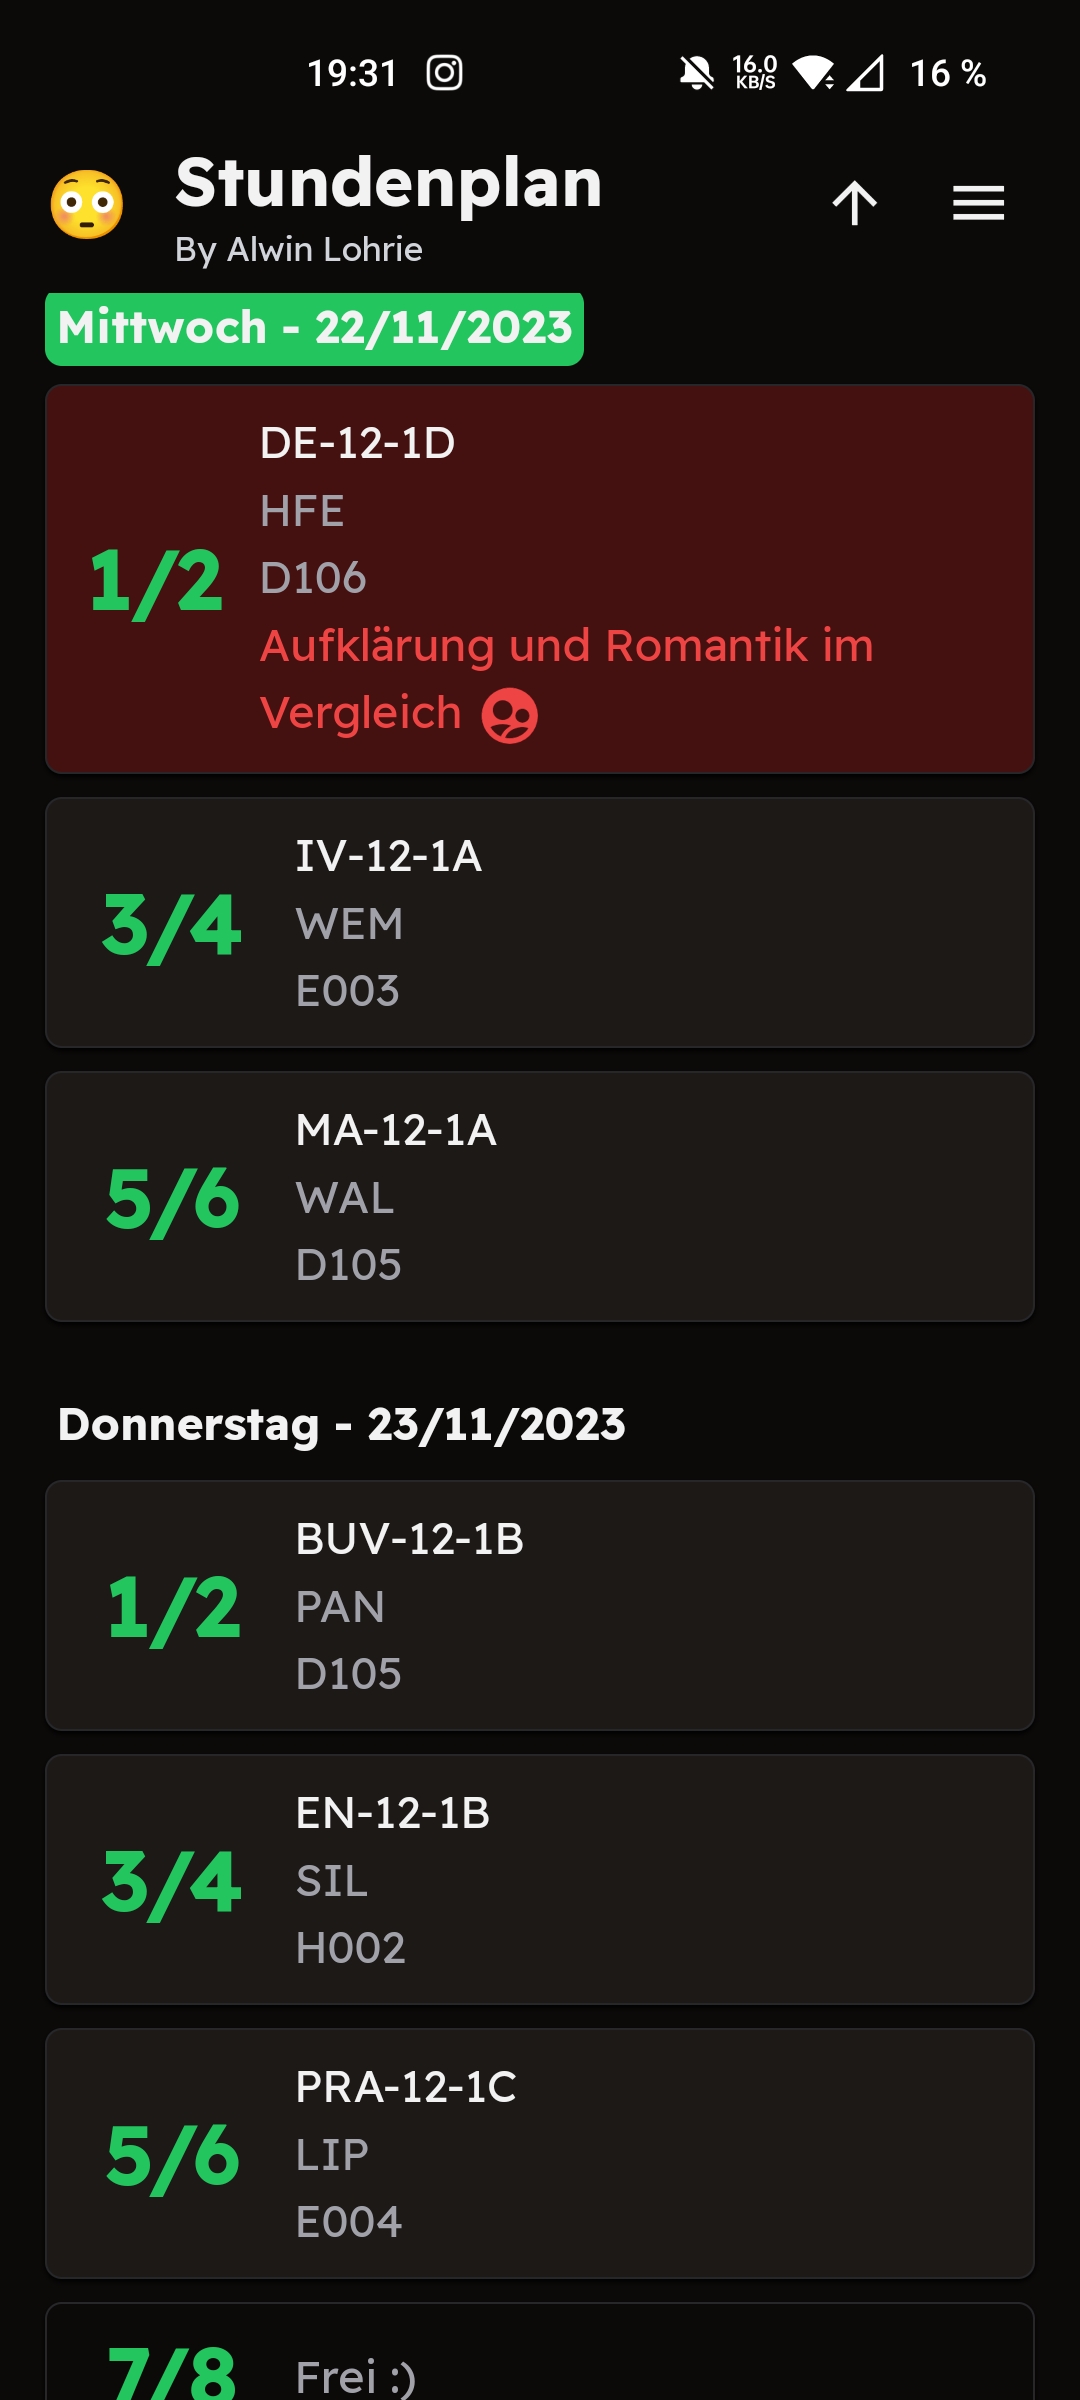 19:31
16.0
KB/S
16 %
Stundenplan
By Alwin Lohrie
Mittwoch - 22/11/2023
1/2
DE-12-1D
HFE
D106
Aufklärung und Romantik im
Vergleich
3/4
IV-12-1A
WEM
E003
5/6
MA-12-1A
WAL
D105
Donnerstag - 23/11/2023
1/2
BUV-12-1B
PAN
D105
3/4
EN-12-1B
SIL
H002
5/6
PRA-12-1C
LIP
E004
7/8
Frei :)